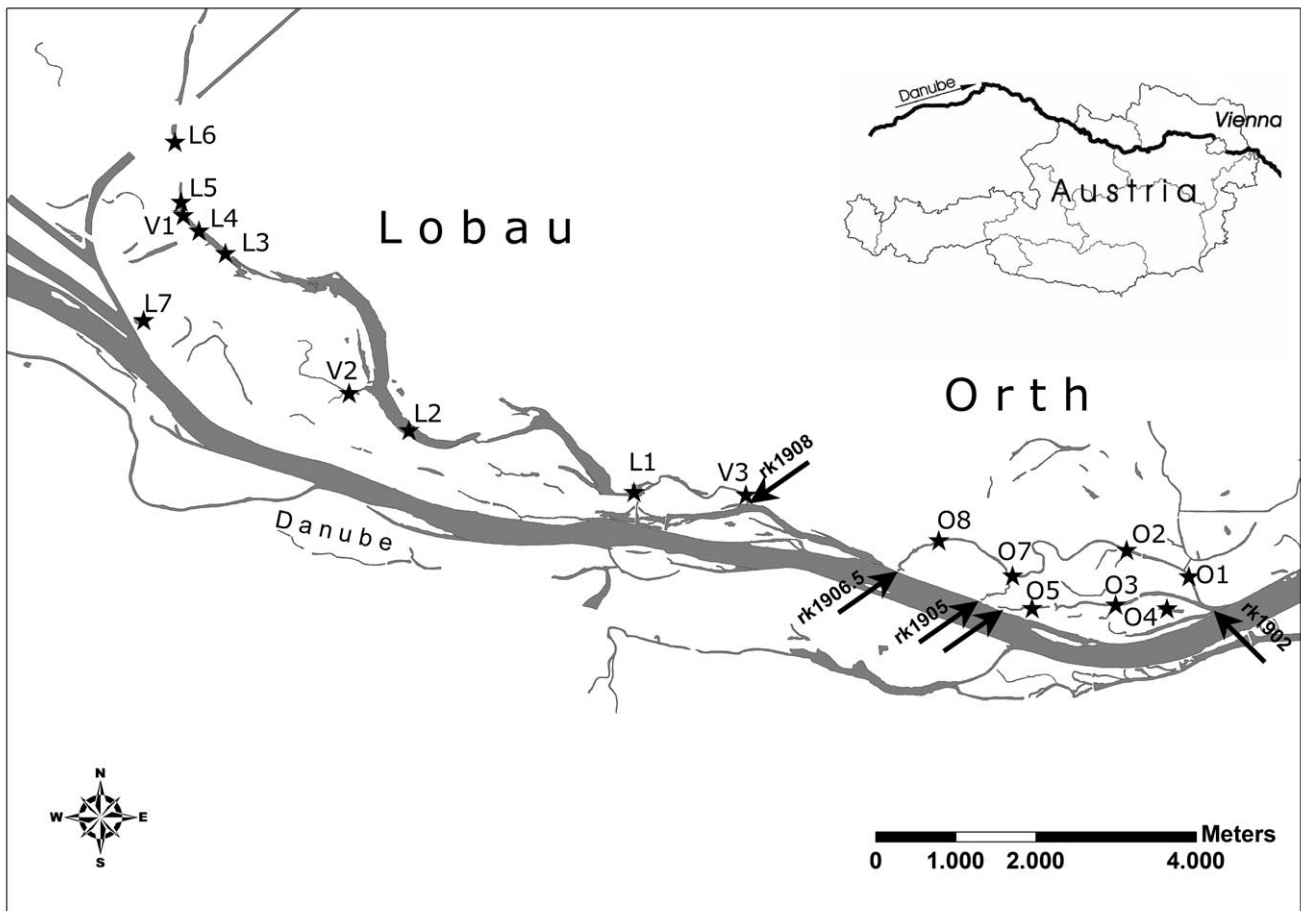 Danube
Vienna
Austria
L6
L5
V1
L4
L3
Lobau
L7
V2
L2
Orth
rk1908
L1
V3
Danube
O8
O2
O7
O1
O5
O3
O4
rk1906.5
rk1905
rk1902
N
W
E
S
Meters
0
1.000
2.000
4.000